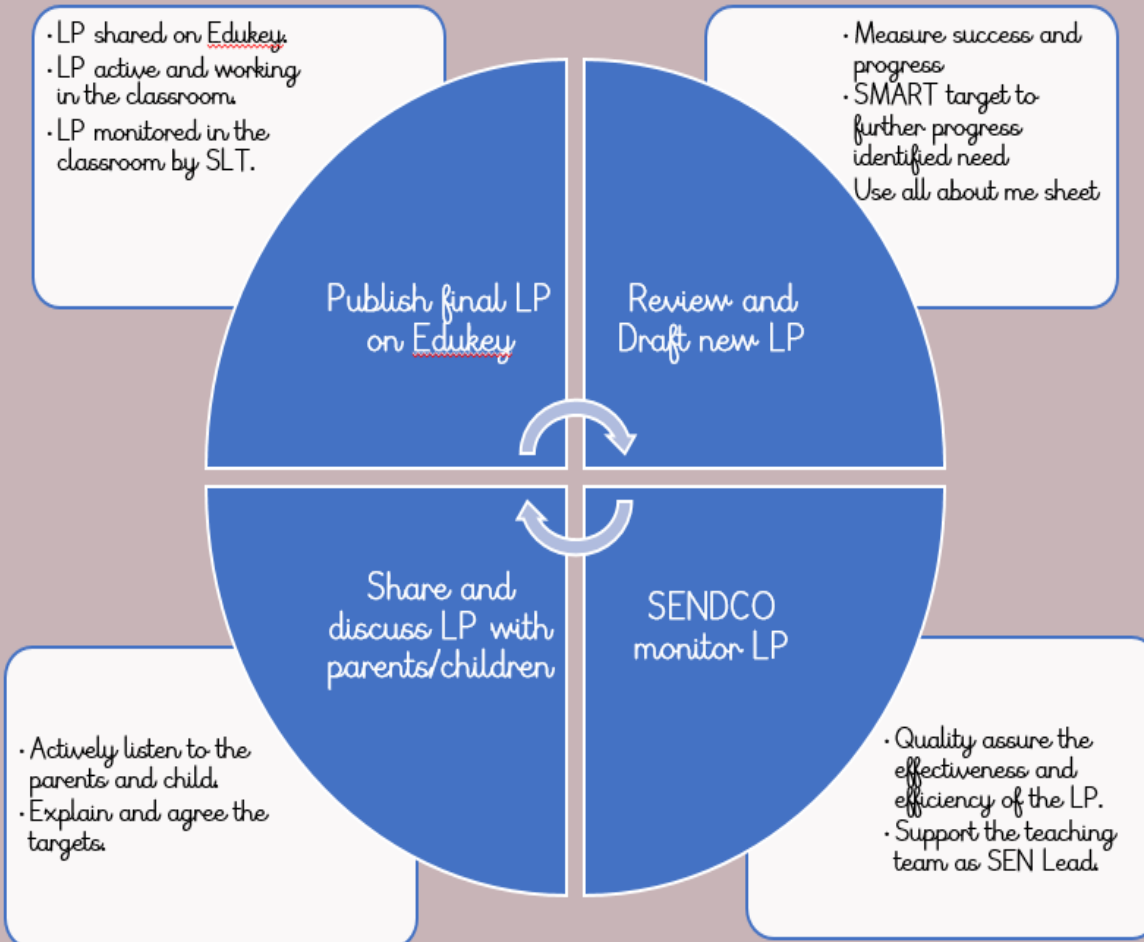 · LP shared on Edukey.
· LP active and working
in the classroom.
· LP monitored in the
classroom by SLT.
· Measure success and
progress
· SMART target to
further progress
identified need
Use all about me sheet
Publish final LP
on Edukey
Review and
Draft new LP
Share and
discuss LP with
parents/children
SENDCO
monitor LP
· Actively listen to the
parents and child.
· Explain and agree the
targets.
· Quality assure the
effectiveness and
efficiency of the LP.
· Support the teaching
team as SEN Lead.